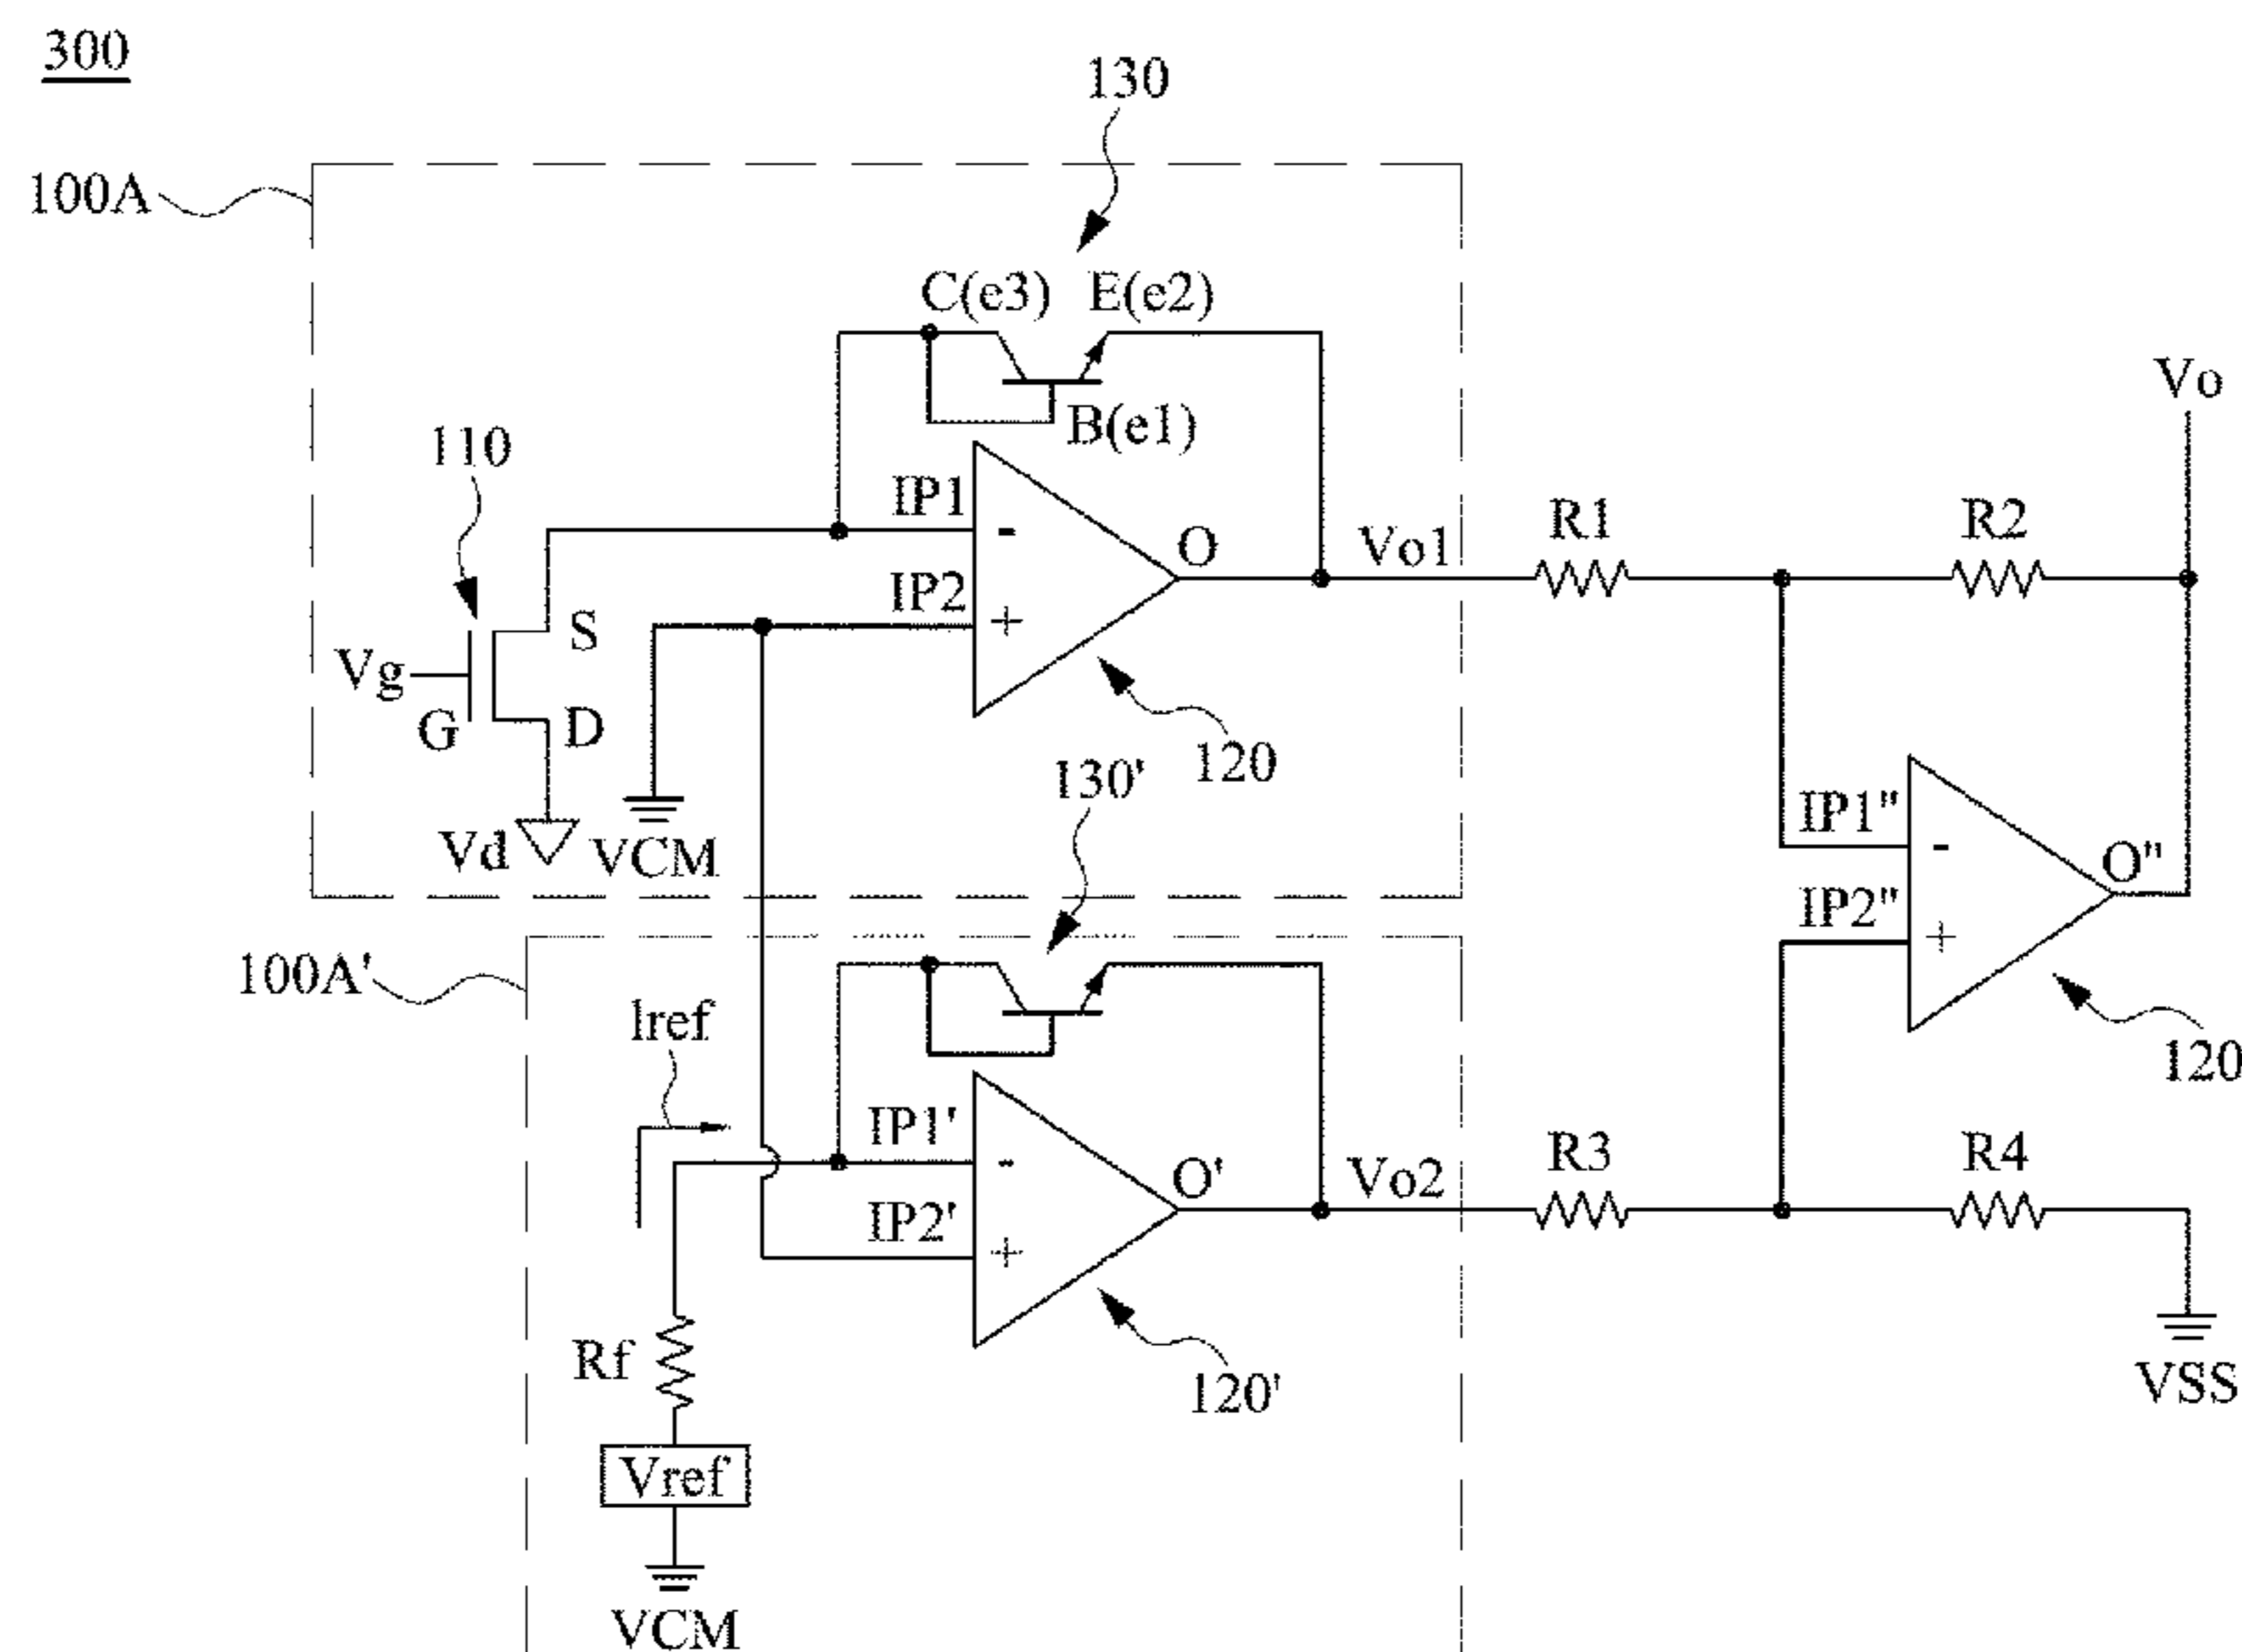 300
130
100A
C(e3) E(e2)
B(e1)
110
IP1
-
IP2
+
O
Vo1
R1
R2
Vo
Vg
G
S
D
Vd
VCM
120
130'
IP1"
-
IP2"
+
O"
120
100A'
Iref
IP1'
-
IP2'
+
O'
Vo2
R3
R4
Rf
120'
VSS
Vref
VCM